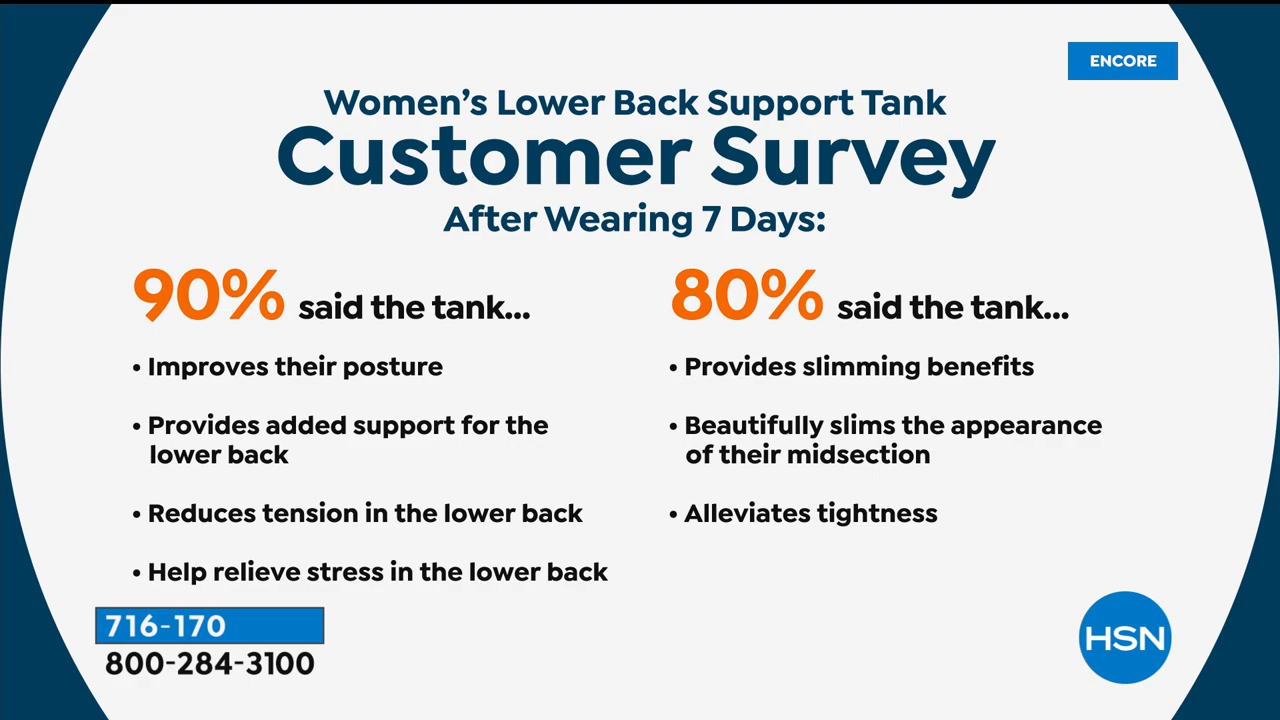 ENCORE
Women's Lower Back Support Tank
Customer Survey
After Wearing 7 Days:
90% said the tank...
• Improves their posture
• Provides added support for the
lower back
• Reduces tension in the lower back
• Help relieve stress in the lower back
80% said the tank...
• Provides slimming benefits
• Beautifully slims the appearance
of their midsection
• Alleviates tightness
716-170
800-284-3100
HSN